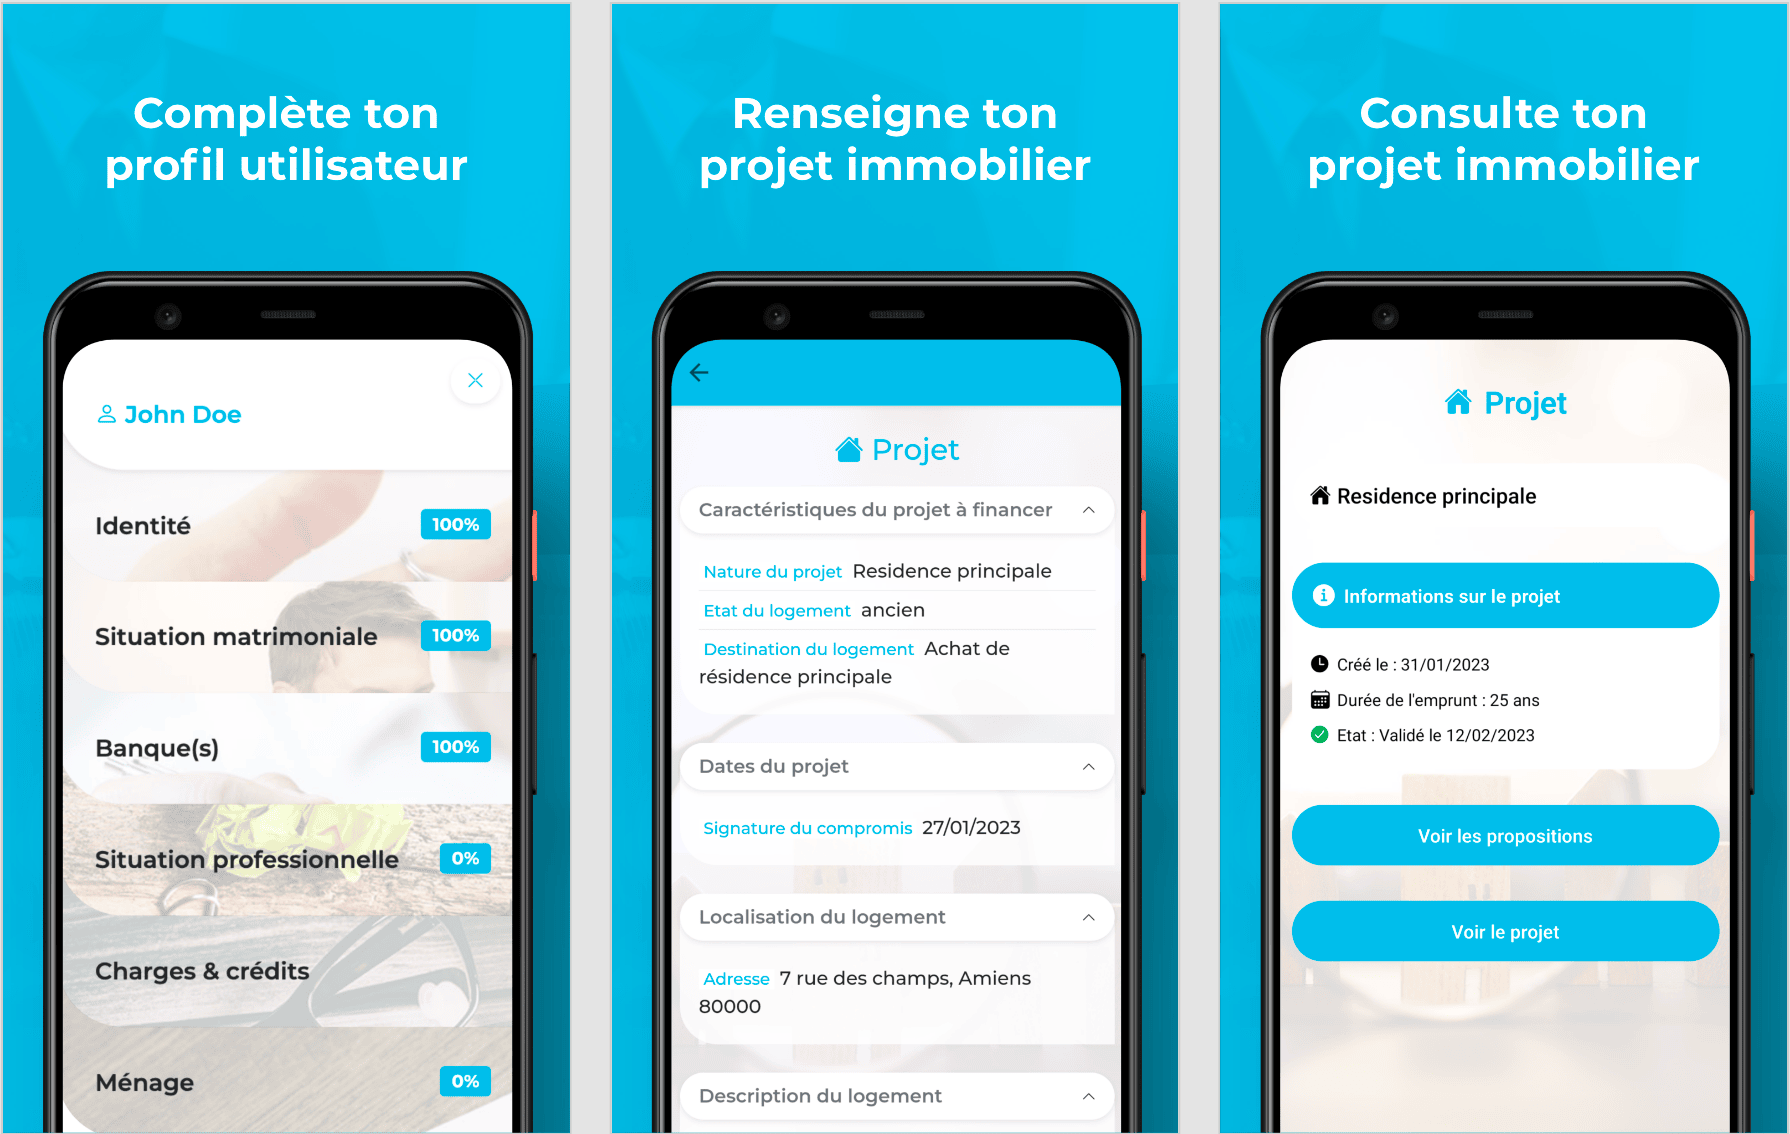 Complète ton
profil utilisateur
John Doe
Identité 100%
Situation matrimoniale 100%
Banque(s) 100%
Situation professionnelle 0%
Charges & crédits
Ménage 0%
Renseigne ton
projet immobilier
Projet
Caractéristiques du projet à financer
Nature du projet Residence principale
Etat du logement ancien
Destination du logement Achat de
résidence principale
Dates du projet
Signature du compromis 27/01/2023
Localisation du logement
Adresse 7 rue des champs, Amiens
80000
Description du logement
Consulte ton
projet immobilier
Projet
Residence principale
Informations sur le projet
Créé le : 31/01/2023
Durée de l'emprunt : 25 ans
Etat : Validé le 12/02/2023
Voir les propositions
Voir le projet